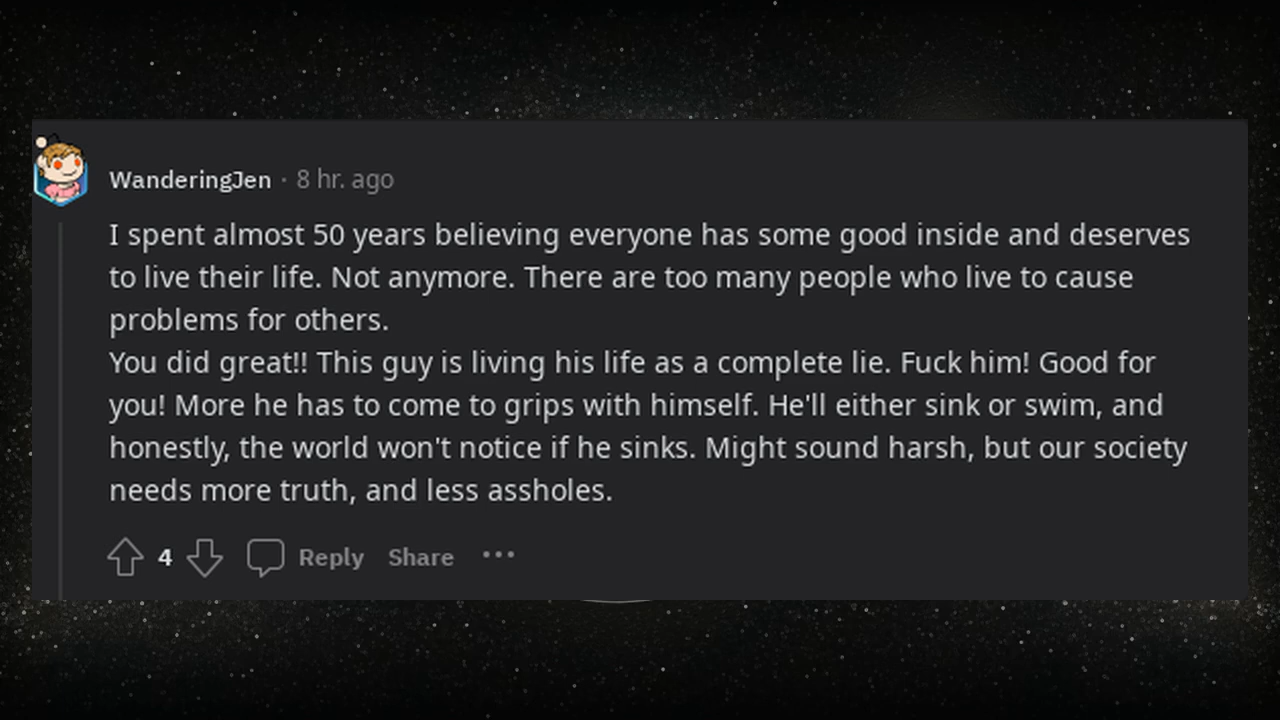 WanderingJen · 8 hr. ago
I spent almost 50 years believing everyone has some good inside and deserves
to live their life. Not anymore. There are too many people who live to cause
problems for others.
You did great!! This guy is living his life as a complete lie. Fuck him! Good for
you! More he has to come to grips with himself. He'll either sink or swim, and
honestly, the world won't notice if he sinks. Might sound harsh, but our society
needs more truth, and less assholes.
4 Reply Share •••